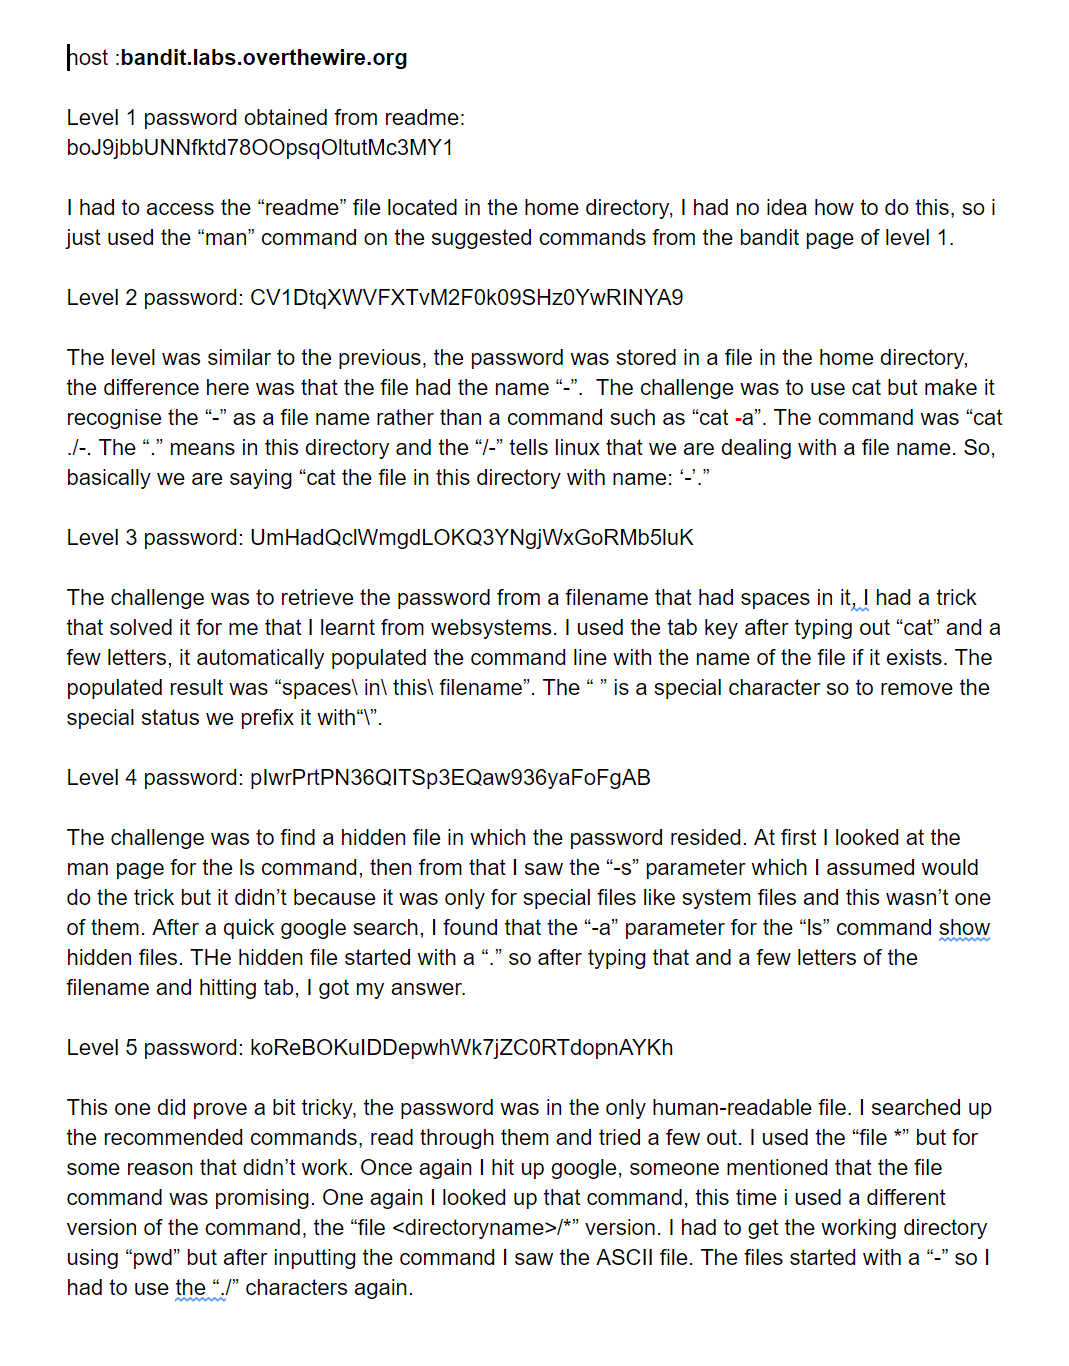 host :bandit.labs.overthewire.org
Level 1 password obtained from readme:
boJ9jbbUNNfktd78OOpsqOltutMc3MY1
I had to access the “readme” file located in the home directory, I had no idea how to do this, so i
just used the “man” command on the suggested commands from the bandit page of level 1.
Level 2 password: CV1DtqXWVFXTvM2F0k09SHz0YwRINYA9
The level was similar to the previous, the password was stored in a file in the home directory,
the difference here was that the file had the name “-”.  The challenge was to use cat but make it
recognise the “-” as a file name rather than a command such as “cat -a”. The command was “cat
./-. The “.” means in this directory and the “/-” tells linux that we are dealing with a file name. So,
basically we are saying “cat the file in this directory with name: ‘-’.”
Level 3 password: UmHadQclWmgdLOKQ3YNgjWxGoRMb5luK
The challenge was to retrieve the password from a filename that had spaces in it, I had a trick
that solved it for me that I learnt from websystems. I used the tab key after typing out “cat” and a
few letters, it automatically populated the command line with the name of the file if it exists. The
populated result was “spaces\ in\ this\ filename”. The “ ” is a special character so to remove the
special status we prefix it with“\”.
Level 4 password: pIwrPrtPN36QITSp3EQaw936yaFoFgAB
The challenge was to find a hidden file in which the password resided. At first I looked at the
man page for the ls command, then from that I saw the “-s” parameter which I assumed would
do the trick but it didn’t because it was only for special files like system files and this wasn’t one
of them. After a quick google search, I found that the “-a” parameter for the “ls” command show
hidden files. THe hidden file started with a “.” so after typing that and a few letters of the
filename and hitting tab, I got my answer.
Level 5 password: koReBOKuIDDepwhWk7jZC0RTdopnAYKh
This one did prove a bit tricky, the password was in the only human-readable file. I searched up
the recommended commands, read through them and tried a few out. I used the “file *” but for
some reason that didn’t work. Once again I hit up google, someone mentioned that the file
command was promising. One again I looked up that command, this time i used a different
version of the command, the “file <directoryname>/*” version. I had to get the working directory
using “pwd” but after inputting the command I saw the ASCII file. The files started with a “-” so I
had to use the “./” characters again.